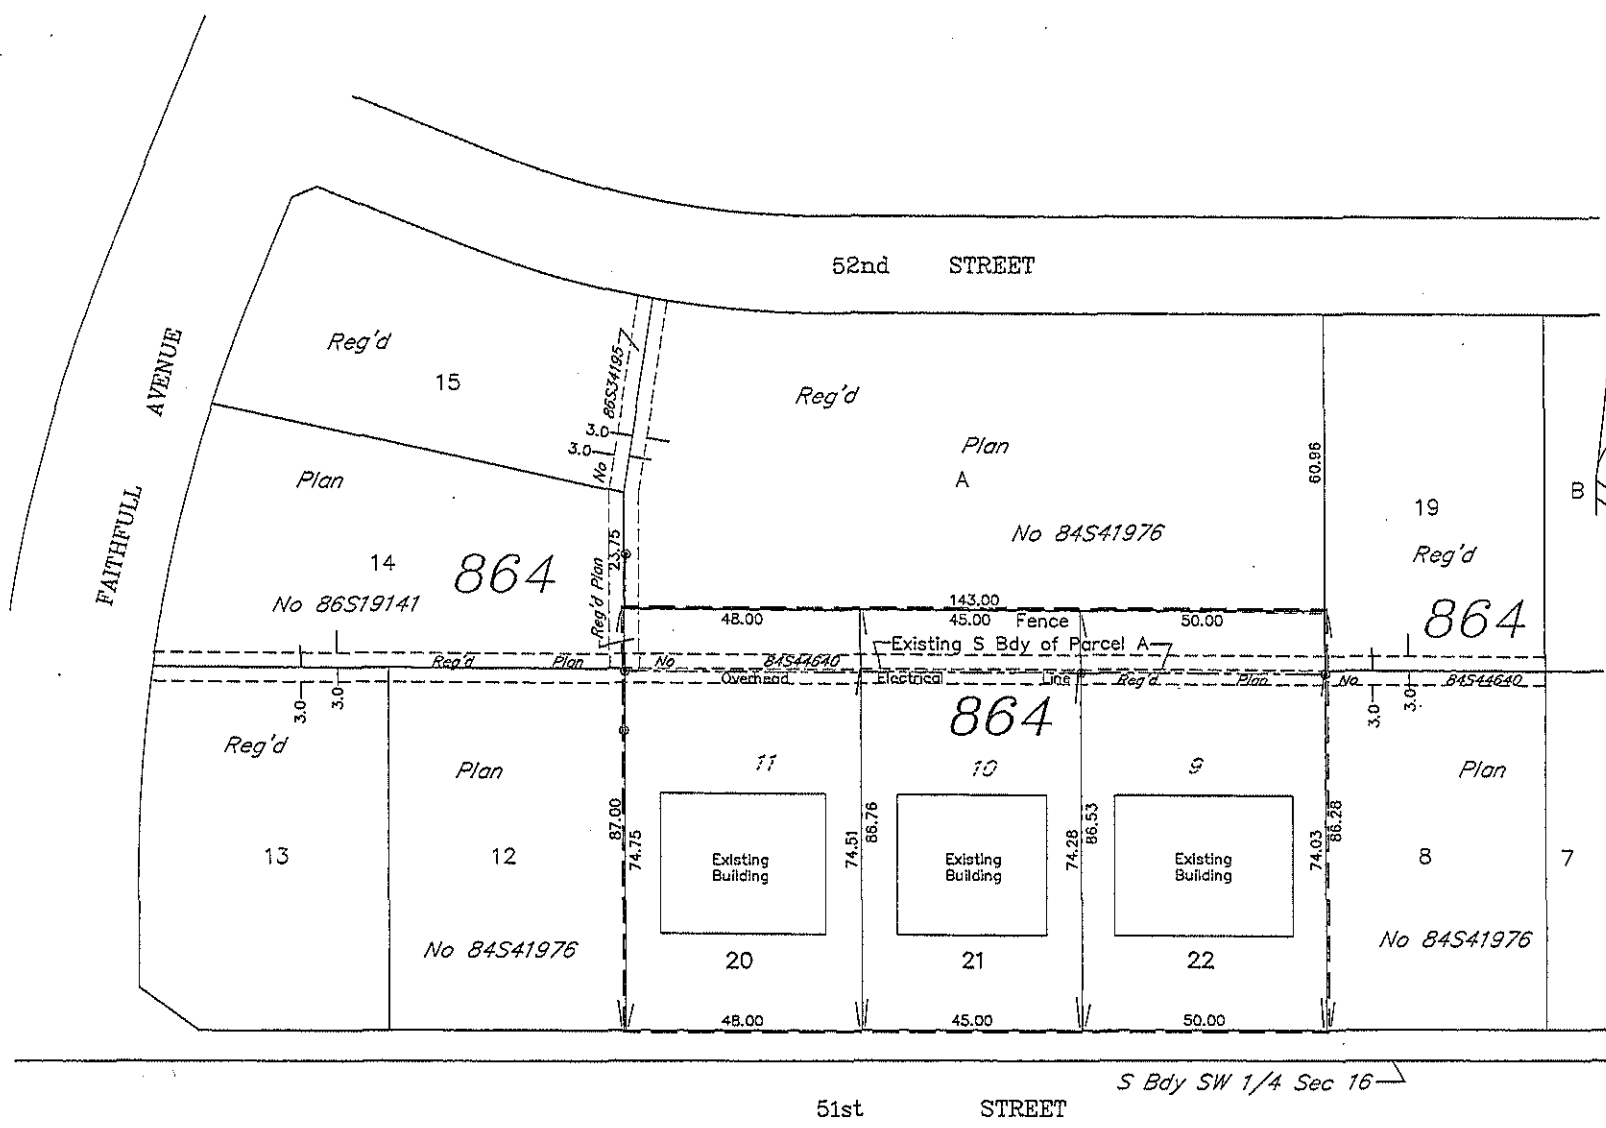 52nd STREET
FAITHFULL AVENUE
Reg'd
15
86S34195
3.0
3.0
No
Reg'd
Plan
A
60.96
No 84S41976
Plan
14
864
No 86S19141
23.75
Reg'd Plan
19
Reg'd
864
B
143.00
48.00
45.00
Fence
50.00
Existing S Bdy of Parcel A
Reg'd Plan No 84S44640
Overhead Electrical Line Reg'd Plan No 84S44640
3.0
3.0
3.0
3.0
864
Reg'd
Plan
11
10
9
Plan
87.00
74.75
74.51
86.76
74.28
86.53
74.03
86.28
13
12
Existing
Building
Existing
Building
Existing
Building
8
7
No 84S41976
20
21
22
No 84S41976
48.00
45.00
50.00
S Bdy SW 1/4 Sec 16
51st STREET